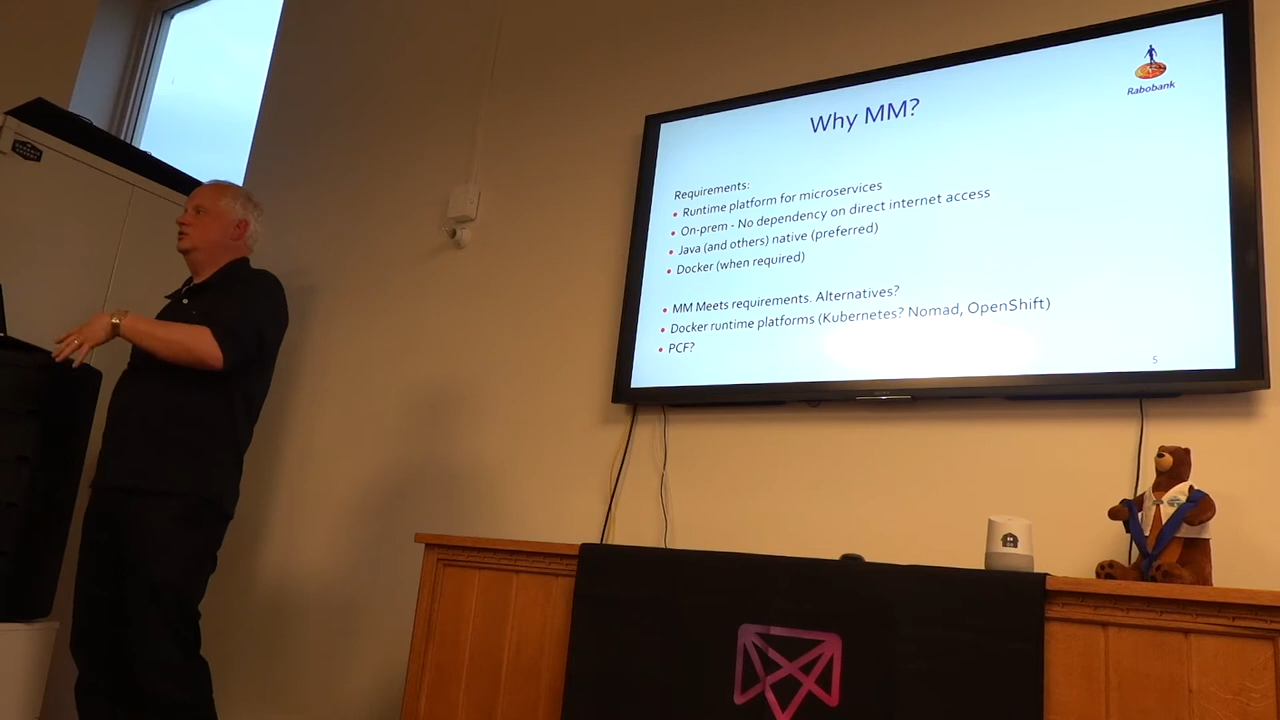 Rabobank
Why MM?
Requirements:
• Runtime platform for microservices
• On-prem - No dependency on direct internet access
• Java (and others) native (preferred)
• Docker (when required)
• MM Meets requirements. Alternatives?
• Docker runtime platforms (Kubernetes? Nomad, OpenShift)
• PCF?
5